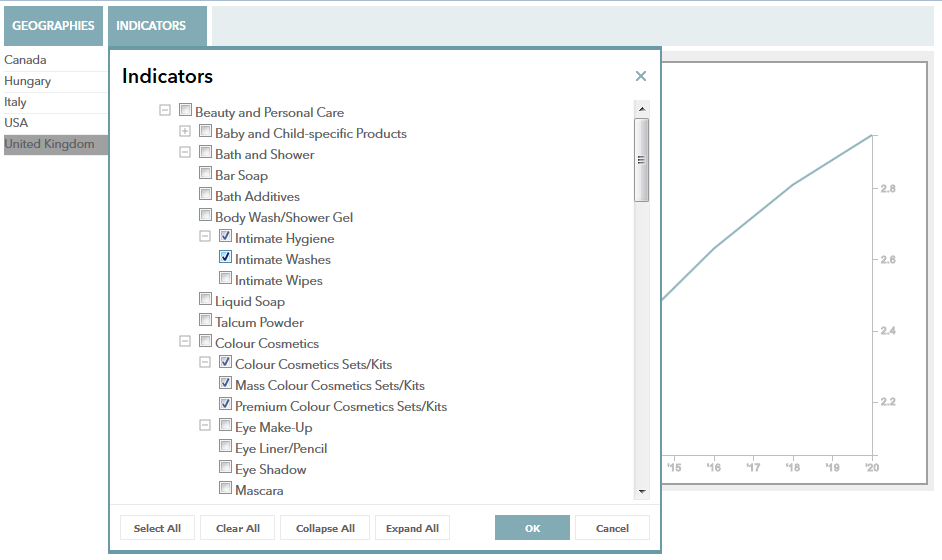 GEOGRAPHIES
INDICATORS
Canada
Hungary
Italy
USA
United Kingdom
Indicators
Beauty and Personal Care
Baby and Child-specific Products
Bath and Shower
Bar Soap
Bath Additives
Body Wash/Shower Gel
Intimate Hygiene
Intimate Washes
Intimate Wipes
Liquid Soap
Talcum Powder
Colour Cosmetics
Colour Cosmetics Sets/Kits
Mass Colour Cosmetics Sets/Kits
Premium Colour Cosmetics Sets/Kits
Eye Make-Up
Eye Liner/Pencil
Eye Shadow
Mascara
Select All
Clear All
Collapse All
Expand All
OK
Cancel
2.8
2.6
2.4
2.2
'15 '16 '17 '18 '19 '20